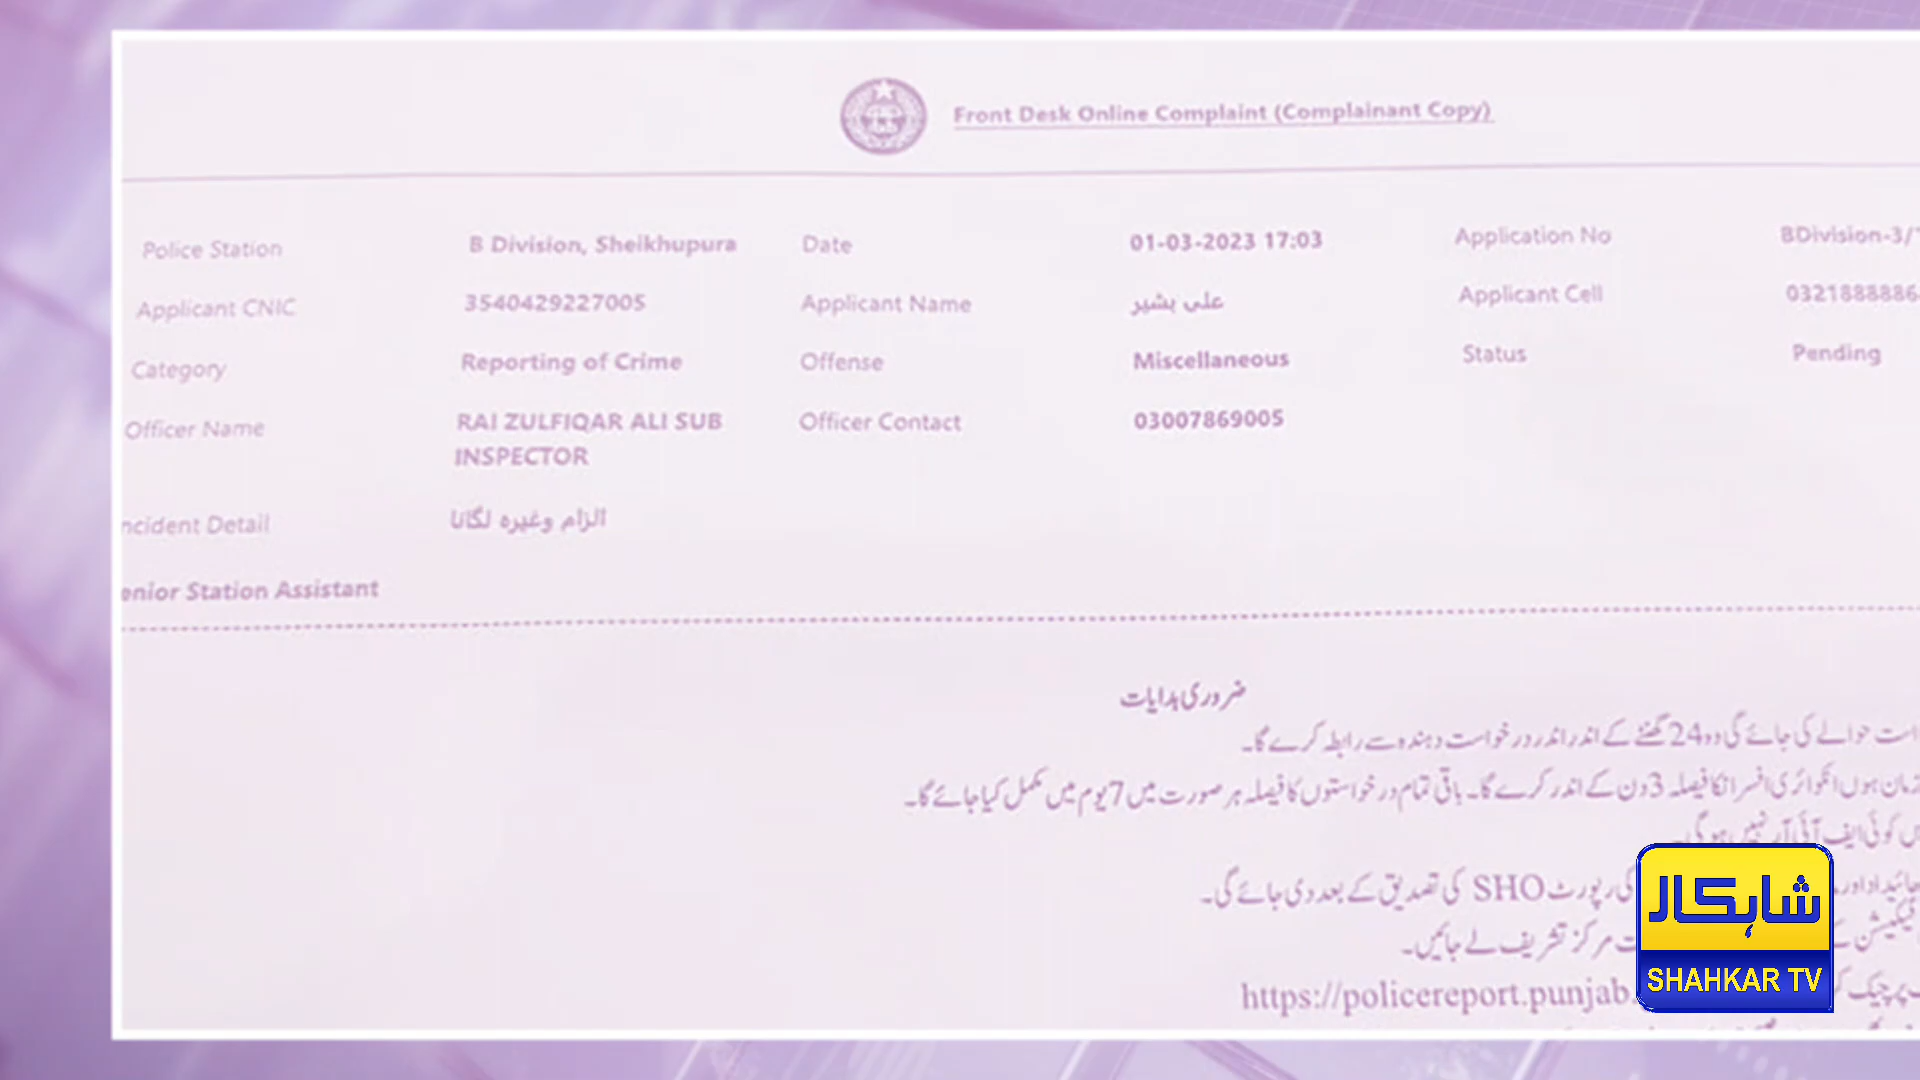 Front Desk Online Complaint (Complainant Copy)
Police Station B Division, Sheikhupura Date 01-03-2023 17:03 Application No BDivision-3/
Applicant CNIC 3540429227005 Applicant Name علی بشیر Applicant Cell 0321888886
Category Reporting of Crime Offense Miscellaneous Status Pending
Officer Name RAI ZULFIQAR ALI SUB INSPECTOR Officer Contact 03007869005
ncident Detail الزام وغیرہ لگانا
enior Station Assistant
ضروری ہدایات
است حوالے کی جائے گی وہ 24 گھنٹے کے اندر اندر درخواست دہندہ سے رابطہ کرے گا۔
زمان ہوں انکوائری افسر انکا فیصلہ 3 دن کے اندر کرے گا۔ باقی تمام درخواستوں کا فیصلہ ہر صورت میں 7 یوم میں مکمل کیا جائے گا۔
س کوئی ایف آئی آر نہیں ہو گی۔
کی رپورٹ SHO کی تصدیق کے بعد دی جائے گی۔
مرکز تشریف لے جائیں۔
پر چیک
https://policereport.punjab.
شاہکار
SHAHKAR TV